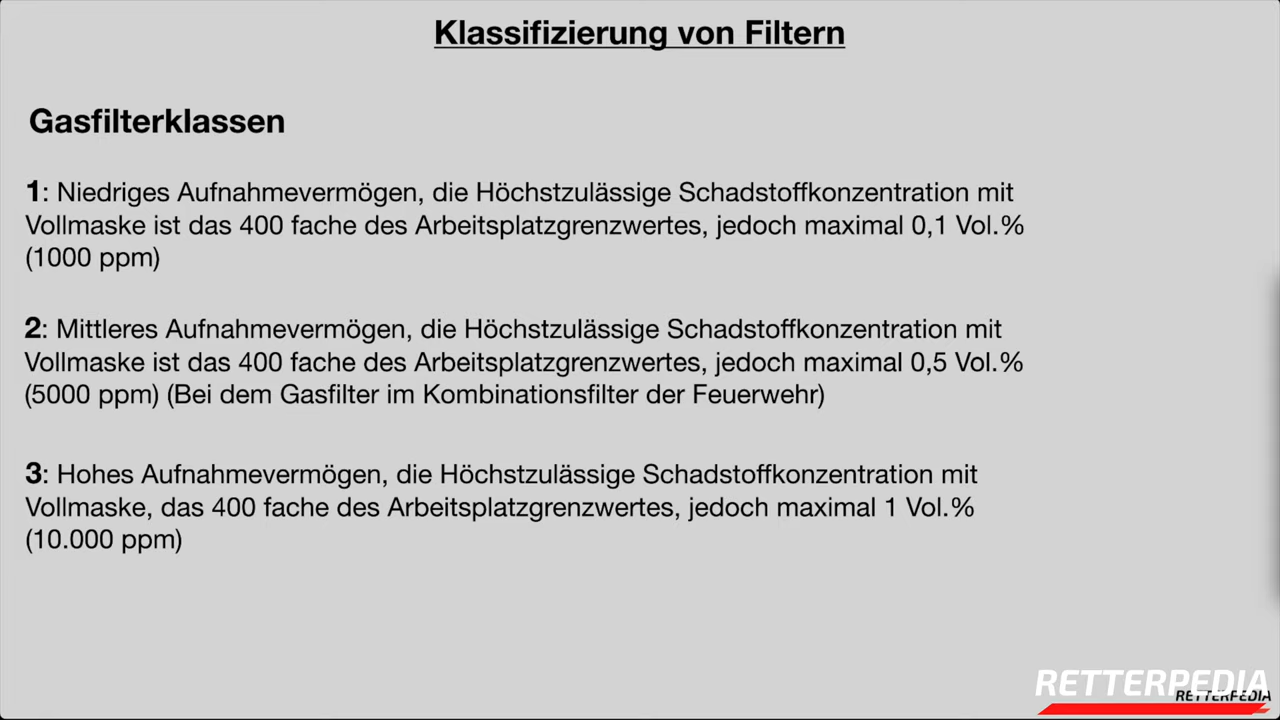 Klassifizierung von Filtern
Gasfilterklassen
1: Niedriges Aufnahmevermögen, die Höchstzulässige Schadstoffkonzentration mit
Vollmaske ist das 400 fache des Arbeitsplatzgrenzwertes, jedoch maximal 0,1 Vol.%
(1000 ppm)
2: Mittleres Aufnahmevermögen, die Höchstzulässige Schadstoffkonzentration mit
Vollmaske ist das 400 fache des Arbeitsplatzgrenzwertes, jedoch maximal 0,5 Vol.%
(5000 ppm) (Bei dem Gasfilter im Kombinationsfilter der Feuerwehr)
3: Hohes Aufnahmevermögen, die Höchstzulässige Schadstoffkonzentration mit
Vollmaske, das 400 fache des Arbeitsplatzgrenzwertes, jedoch maximal 1 Vol.%
(10.000 ppm)
RETTERPEDIA
RETTERPEDIA